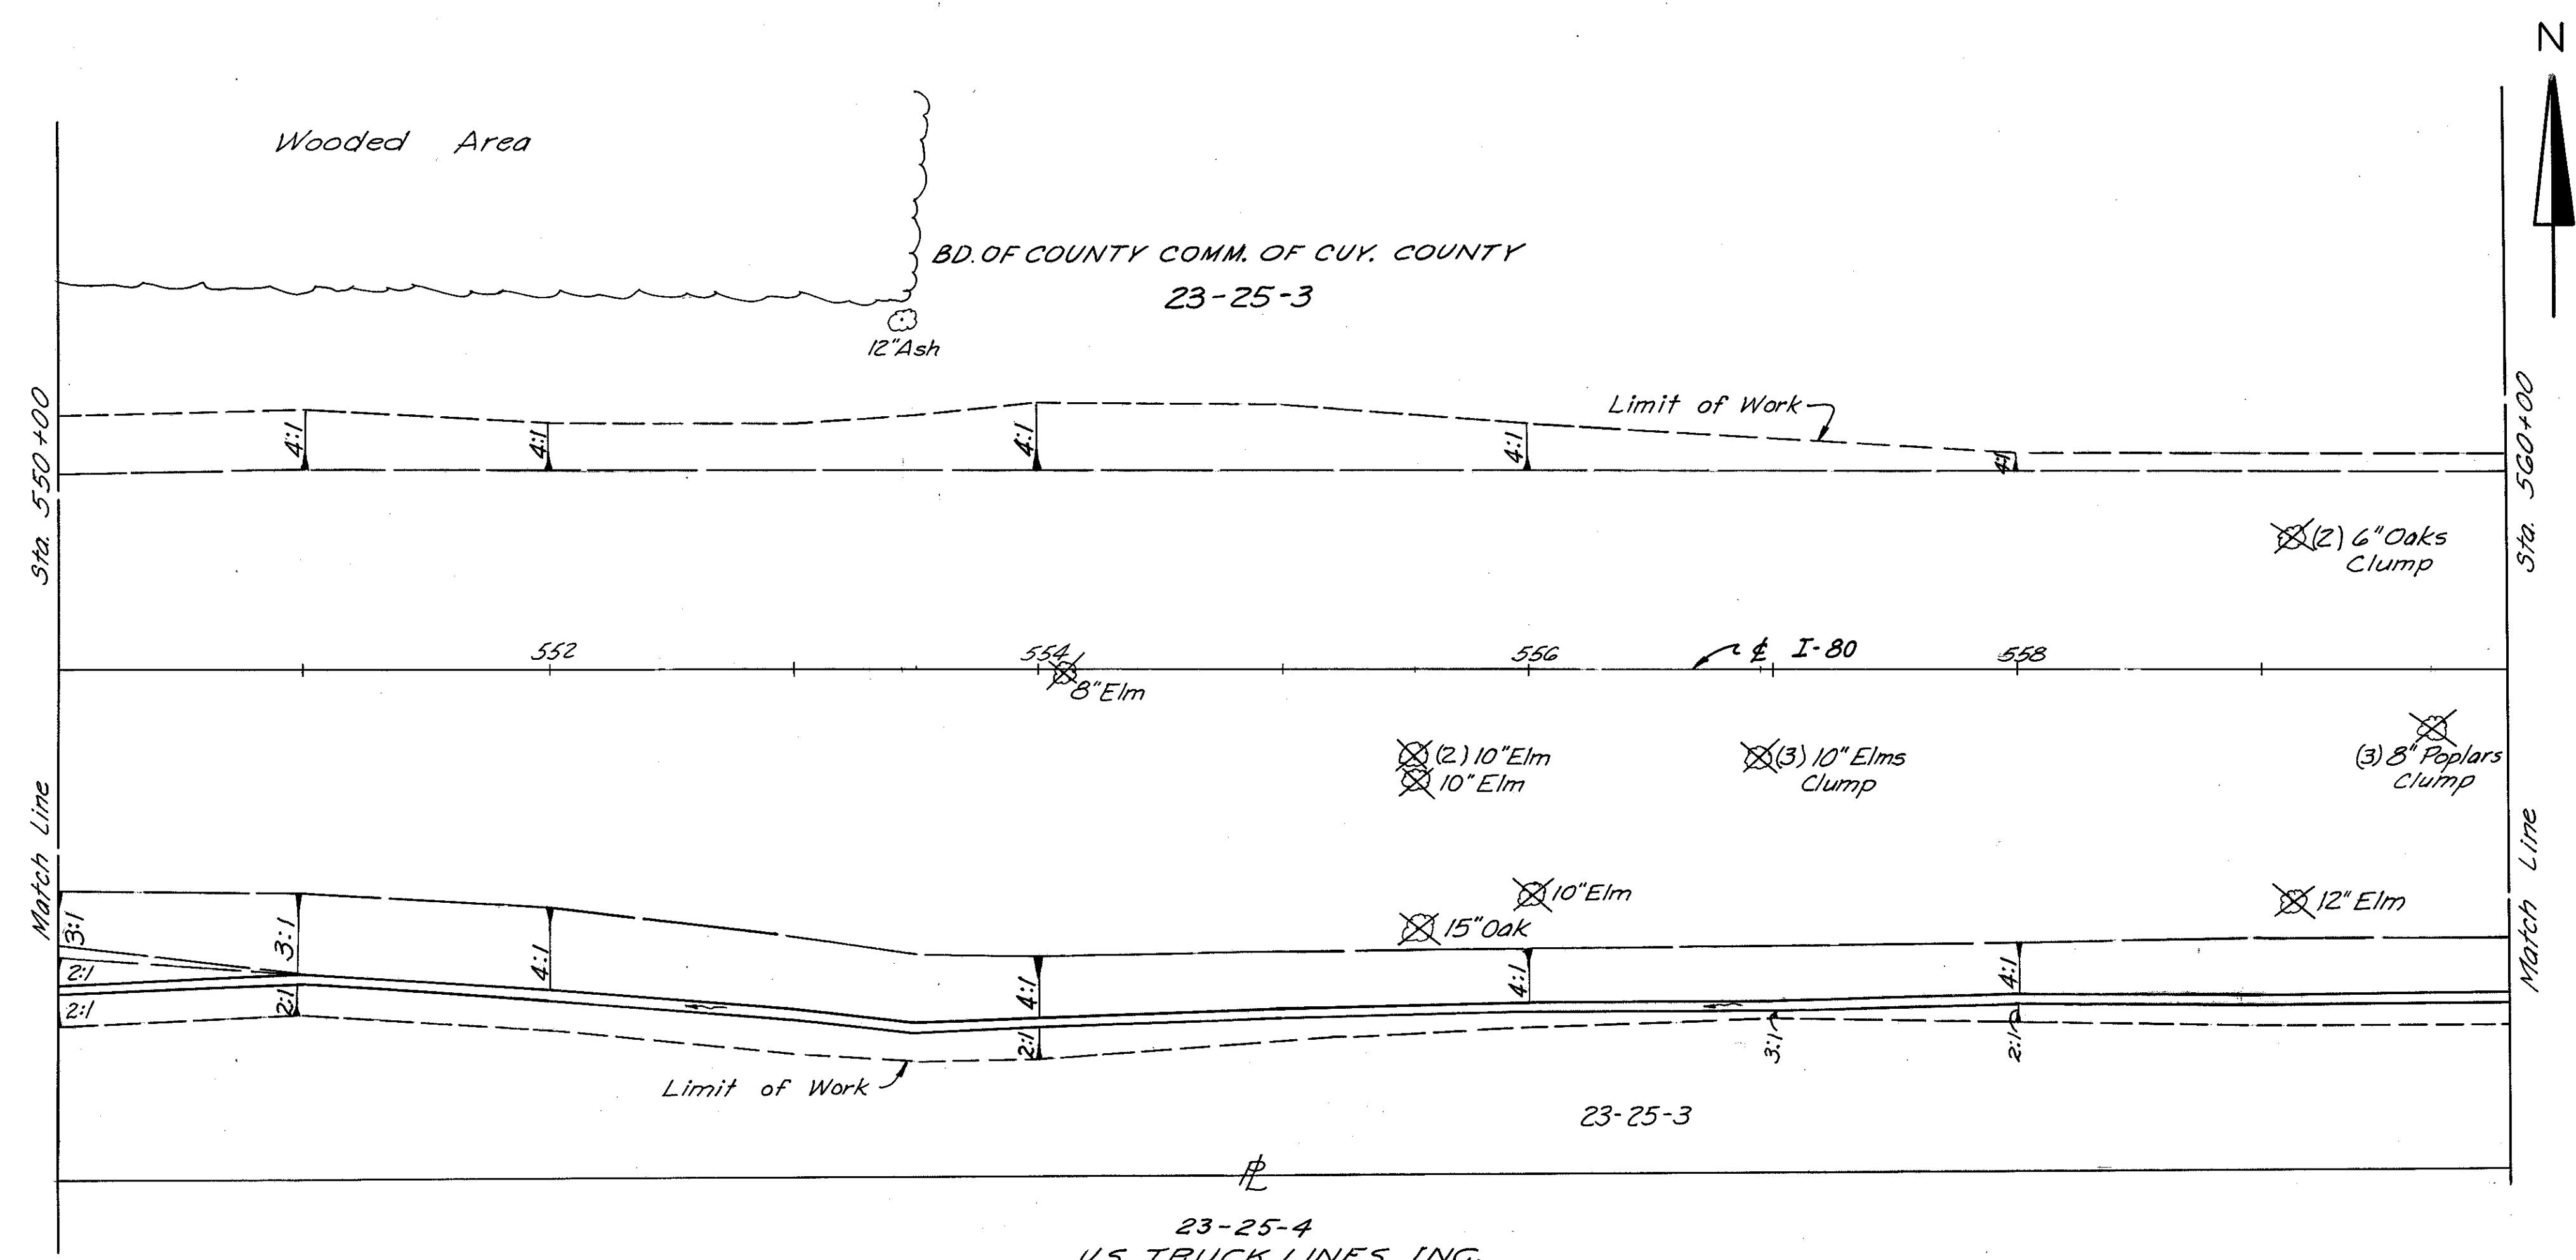 N
Wooded Area
BD. OF COUNTY COMM. OF CUY. COUNTY
23-25-3
12" Ash
Limit of Work
Sta. 550+00
Sta. 560+00
4:1
4:1
4:1
4:1
4:1
(2) 6" Oaks
Clump
552
554
556
℄ I-80
558
8" Elm
(2) 10" Elm
10" Elm
(3) 10" Elms
Clump
(3) 8" Poplars
Clump
Match Line
Match Line
10" Elm
15" Oak
12" Elm
3:1
3:1
4:1
4:1
4:1
4:1
2:1
2:1
2:1
2:1
3:1
2:1
Limit of Work
23-25-3
PL
23-25-4
U.S. TRUCK LINES, INC.